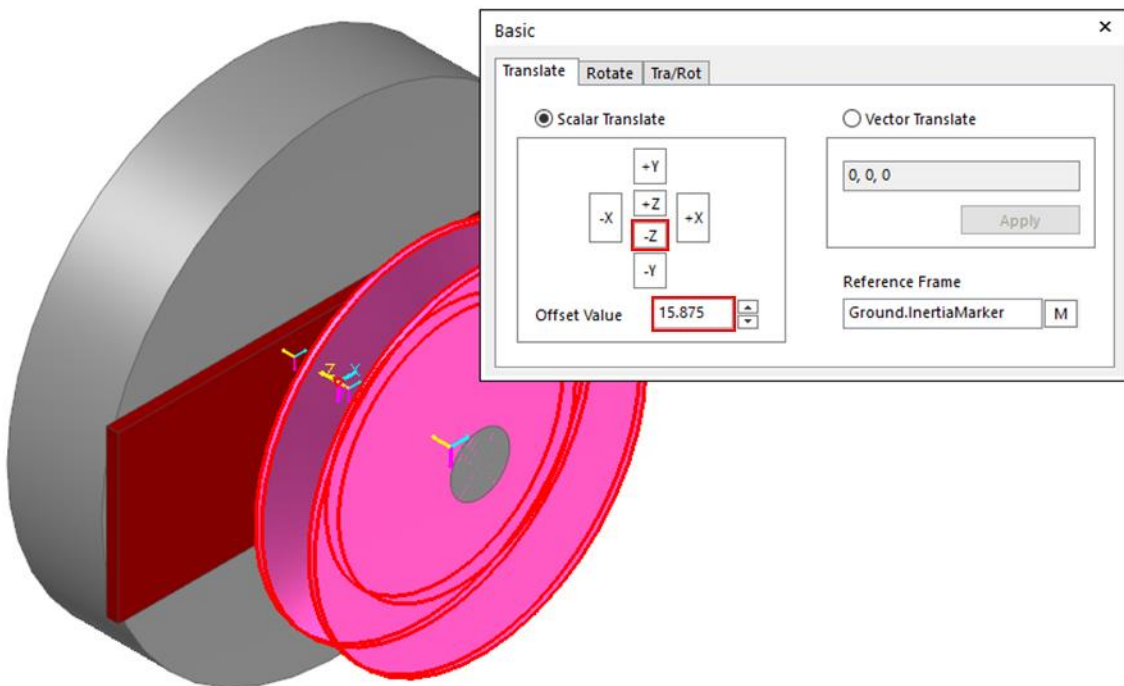 Basic
×
Translate Rotate Tra/Rot
Scalar Translate
+Y
-X
+Z
+X
-Z
-Y
Offset Value 15.875
Vector Translate
0, 0, 0
Apply
Reference Frame
Ground.InertiaMarker M
Z X